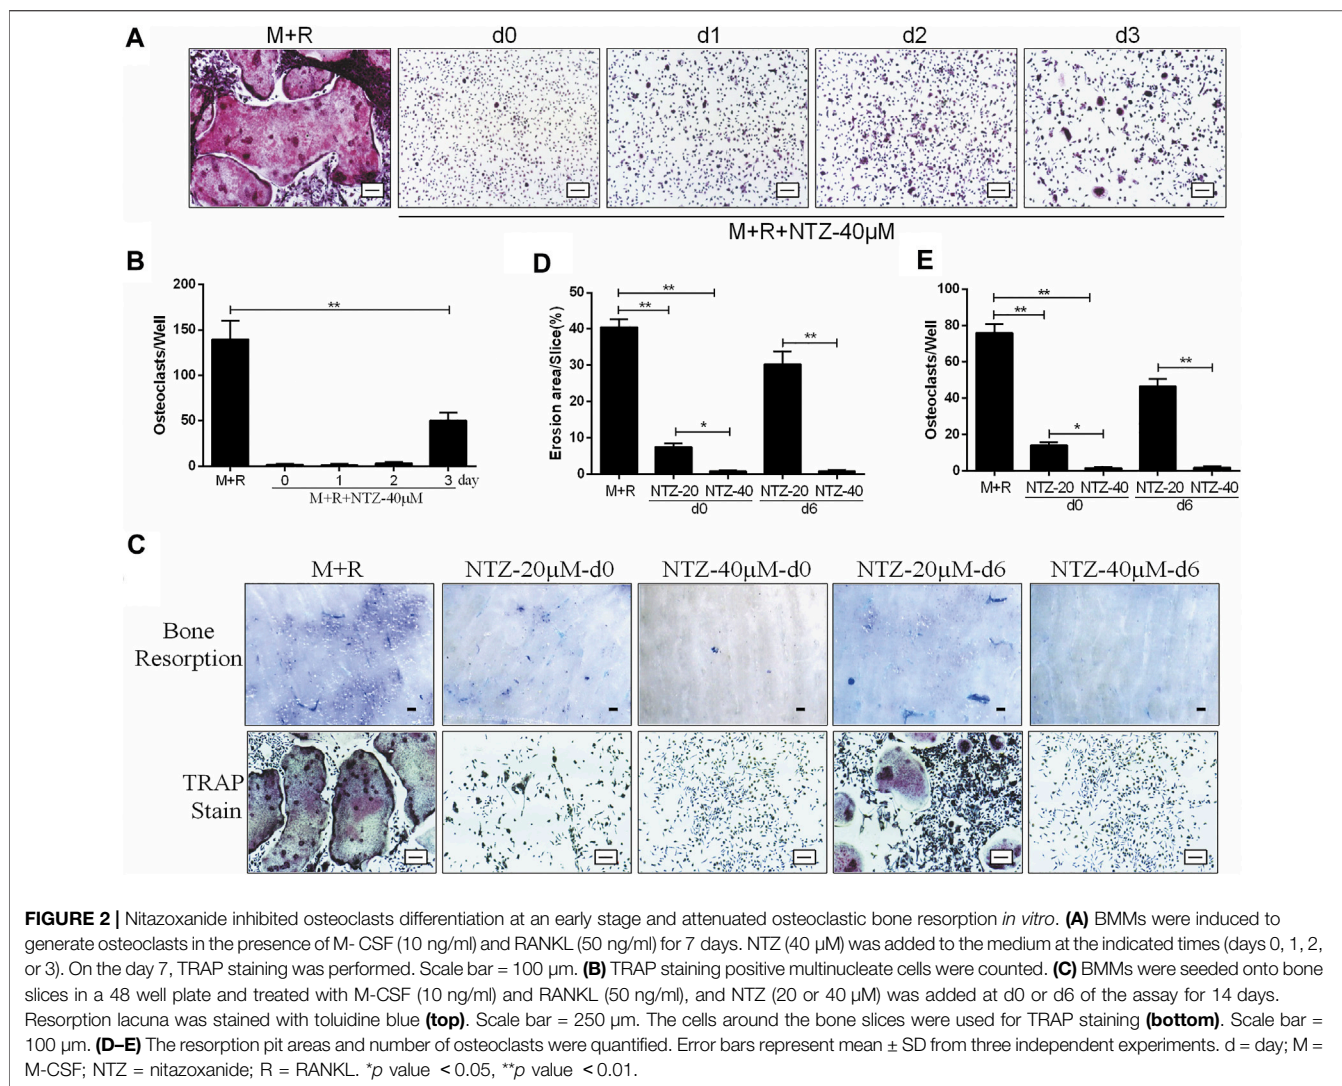 A
M+R
d0
d1
d2
d3
M+R+NTZ-40μM
B
Osteoclasts/Well
200
150
100
50
0
**
M+R
0
1
2
3
day
M+R+NTZ-40μM
D
Erosion area/Slice(%)
50
40
30
20
10
0
**
**
*
**
M+R
NTZ-20
NTZ-40
NTZ-20
NTZ-40
d0
d6
E
Osteoclasts/Well
80
60
40
20
0
**
**
*
**
M+R
NTZ-20
NTZ-40
NTZ-20
NTZ-40
d0
d6
C
M+R
NTZ-20μM-d0
NTZ-40μM-d0
NTZ-20μM-d6
NTZ-40μM-d6
Bone
Resorption
TRAP
Stain
FIGURE 2 | Nitazoxanide inhibited osteoclasts differentiation at an early stage and attenuated osteoclastic bone resorption in vitro. (A) BMMs were induced to
generate osteoclasts in the presence of M- CSF (10 ng/ml) and RANKL (50 ng/ml) for 7 days. NTZ (40 μM) was added to the medium at the indicated times (days 0, 1, 2,
or 3). On the day 7, TRAP staining was performed. Scale bar = 100 μm. (B) TRAP staining positive multinucleate cells were counted. (C) BMMs were seeded onto bone
slices in a 48 well plate and treated with M-CSF (10 ng/ml) and RANKL (50 ng/ml), and NTZ (20 or 40 μM) was added at d0 or d6 of the assay for 14 days.
Resorption lacuna was stained with toluidine blue (top). Scale bar = 250 μm. The cells around the bone slices were used for TRAP staining (bottom). Scale bar =
100 μm. (D–E) The resorption pit areas and number of osteoclasts were quantified. Error bars represent mean ± SD from three independent experiments. d = day; M =
M-CSF; NTZ = nitazoxanide; R = RANKL. *p value < 0.05, **p value < 0.01.